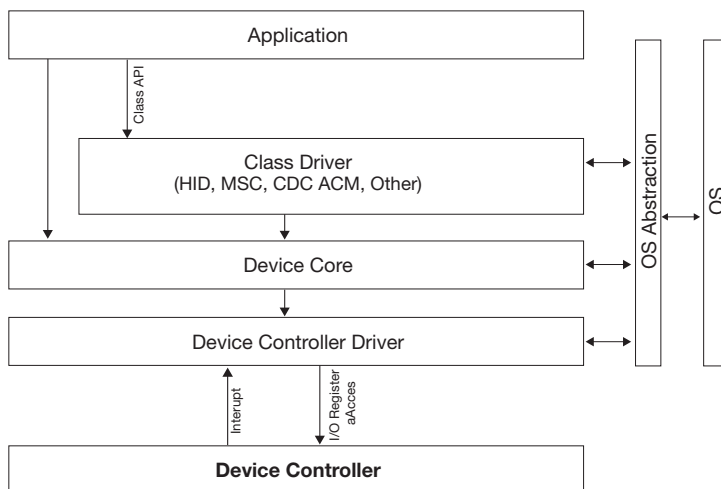 Application
Class API
Class Driver
(HID, MSC, CDC ACM, Other)
Device Core
Device Controller Driver
Interupt
I/O Register
aAcces
Device Controller
OS Abstraction
OS